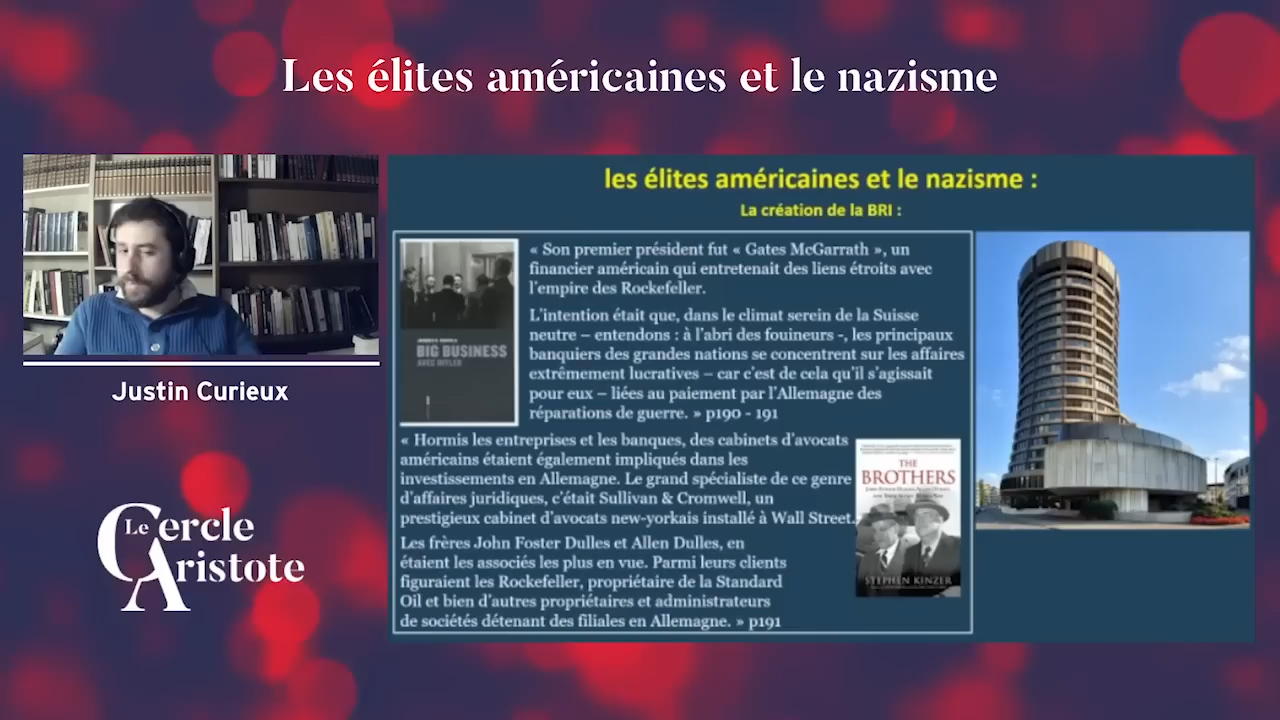 Les élites américaines et le nazisme
Justin Curieux
Le Cercle Aristote
les élites américaines et le nazisme :
La création de la BRI :
« Son premier président fut « Gates McGarrath », un
financier américain qui entretenait des liens étroits avec
l’empire des Rockefeller.
L’intention était que, dans le climat serein de la Suisse
neutre – entendons : à l’abri des fouineurs -, les principaux
banquiers des grandes nations se concentrent sur les affaires
extrêmement lucratives – car c’est de cela qu’il s’agissait
pour eux – liées au paiement par l’Allemagne des
réparations de guerre. » p190 - 191
BIG BUSINESS
AVEC HITLER
« Hormis les entreprises et les banques, des cabinets d’avocats
américains étaient également impliqués dans les
investissements en Allemagne. Le grand spécialiste de ce genre
d’affaires juridiques, c’était Sullivan & Cromwell, un
prestigieux cabinet d’avocats new-yorkais installé à Wall Street.
Les frères John Foster Dulles et Allen Dulles, en
étaient les associés les plus en vue. Parmi leurs clients
figuraient les Rockefeller, propriétaire de la Standard
Oil et bien d’autres propriétaires et administrateurs
de sociétés détenant des filiales en Allemagne. » p191
THE
BROTHERS
STEPHEN KINZER